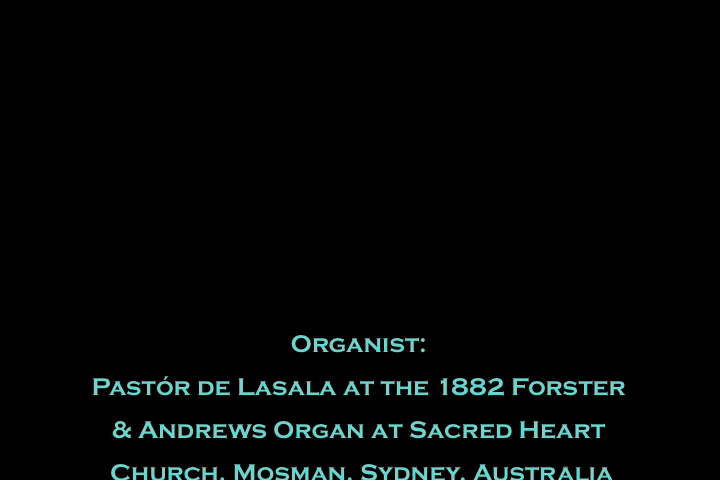 Organist:
Pastór de Lasala at the 1882 Forster
& Andrews Organ at Sacred Heart
Church, Mosman, Sydney, Australia